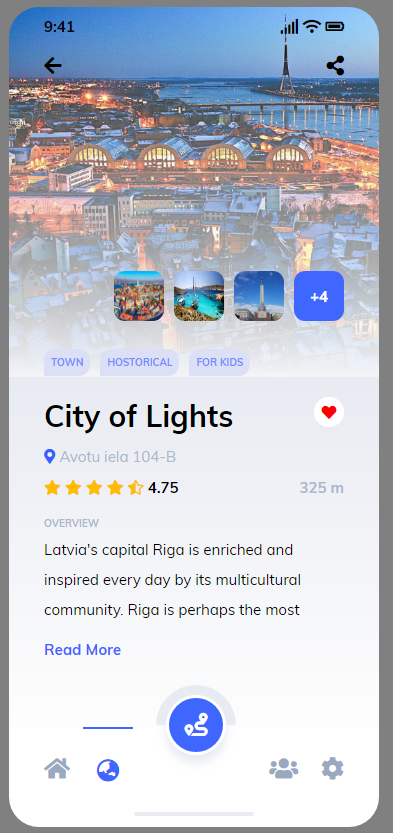 9:41
+4
TOWN HOSTORICAL FOR KIDS
City of Lights
Avotu iela 104-B
4.75 325 m
OVERVIEW
Latvia's capital Riga is enriched and
inspired every day by its multicultural
community. Riga is perhaps the most
Read More